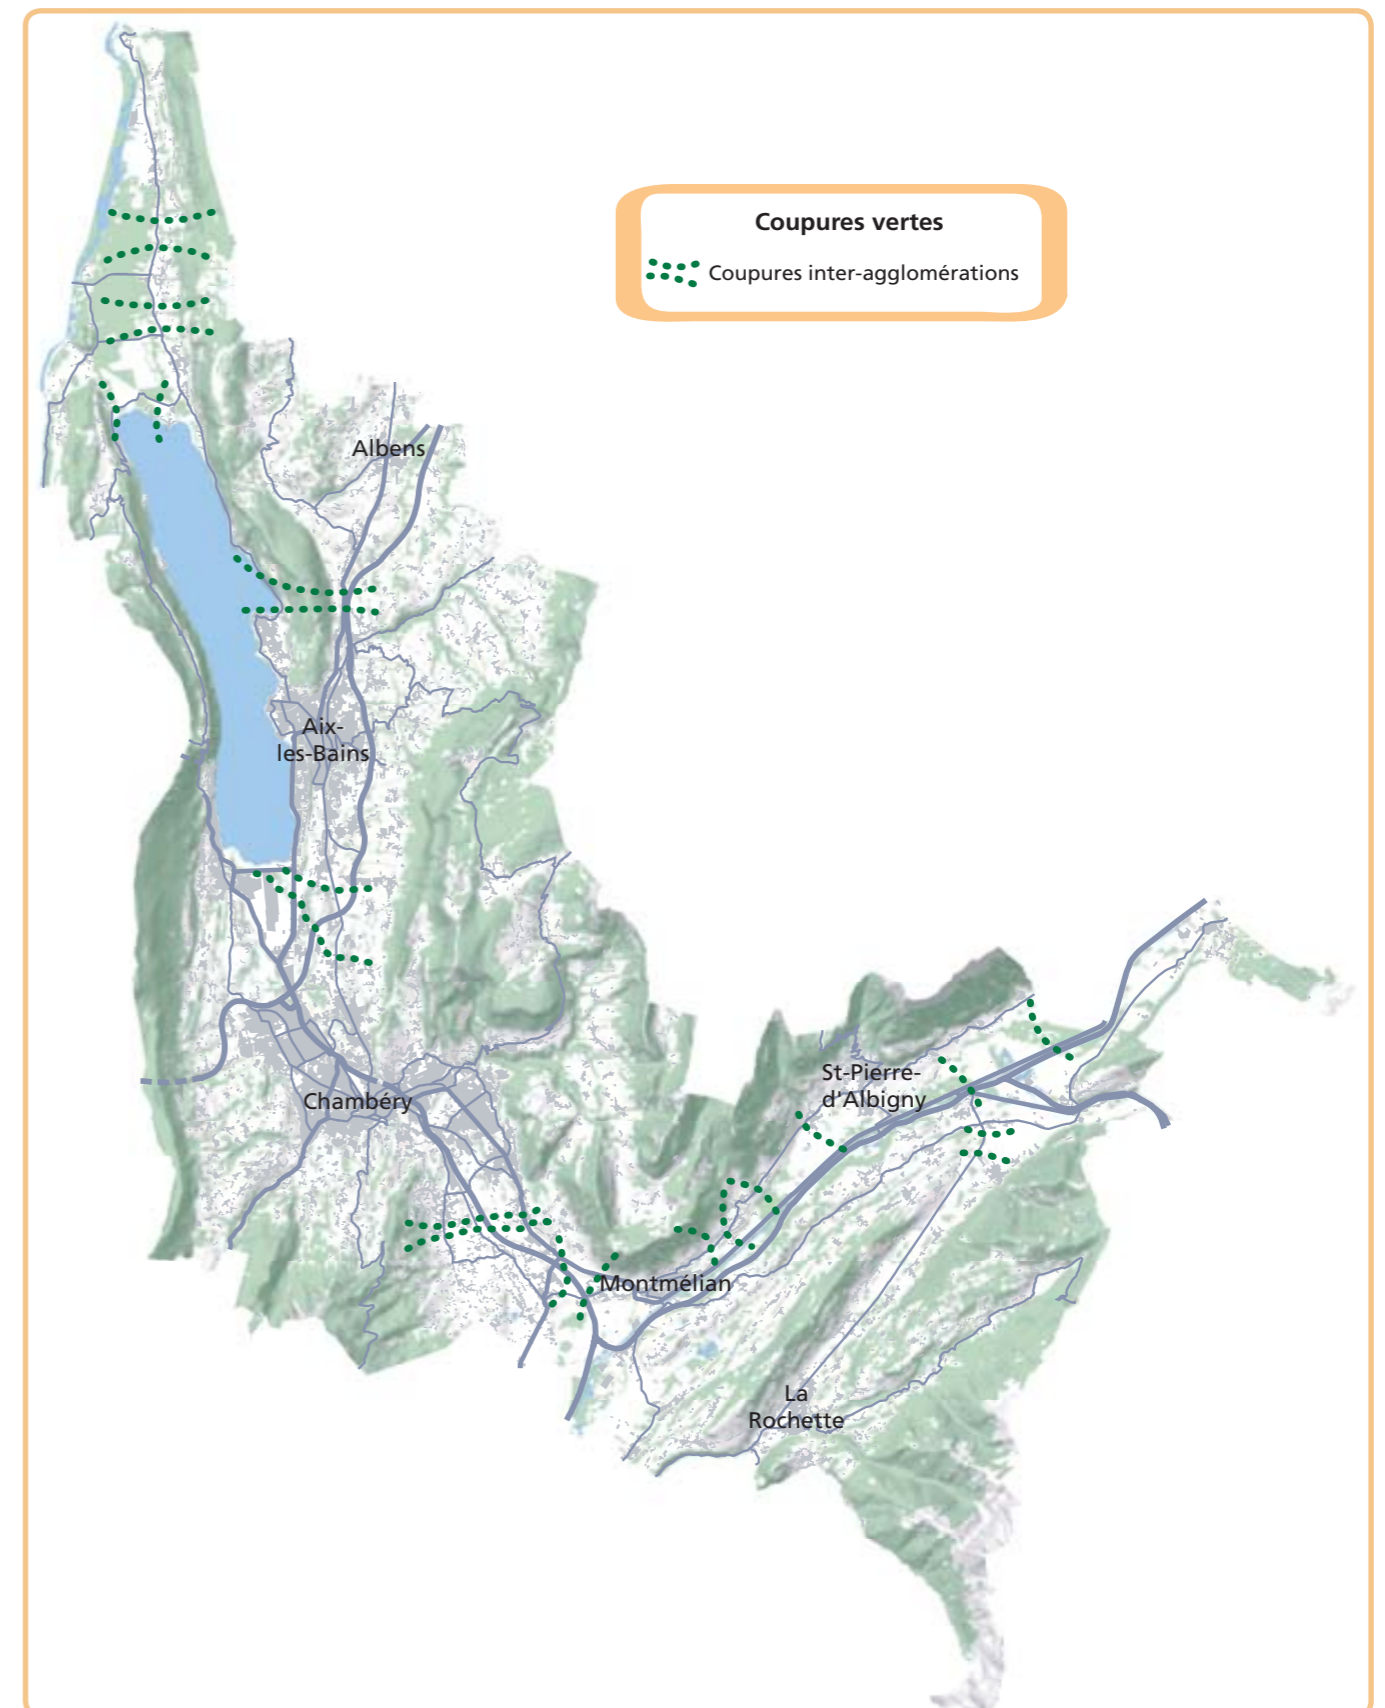 Coupures vertes
Coupures inter-agglomérations
Albens
Aix-
les-Bains
St-Pierre-
d'Albigny
Chambéry
Montmélian
La
Rochette